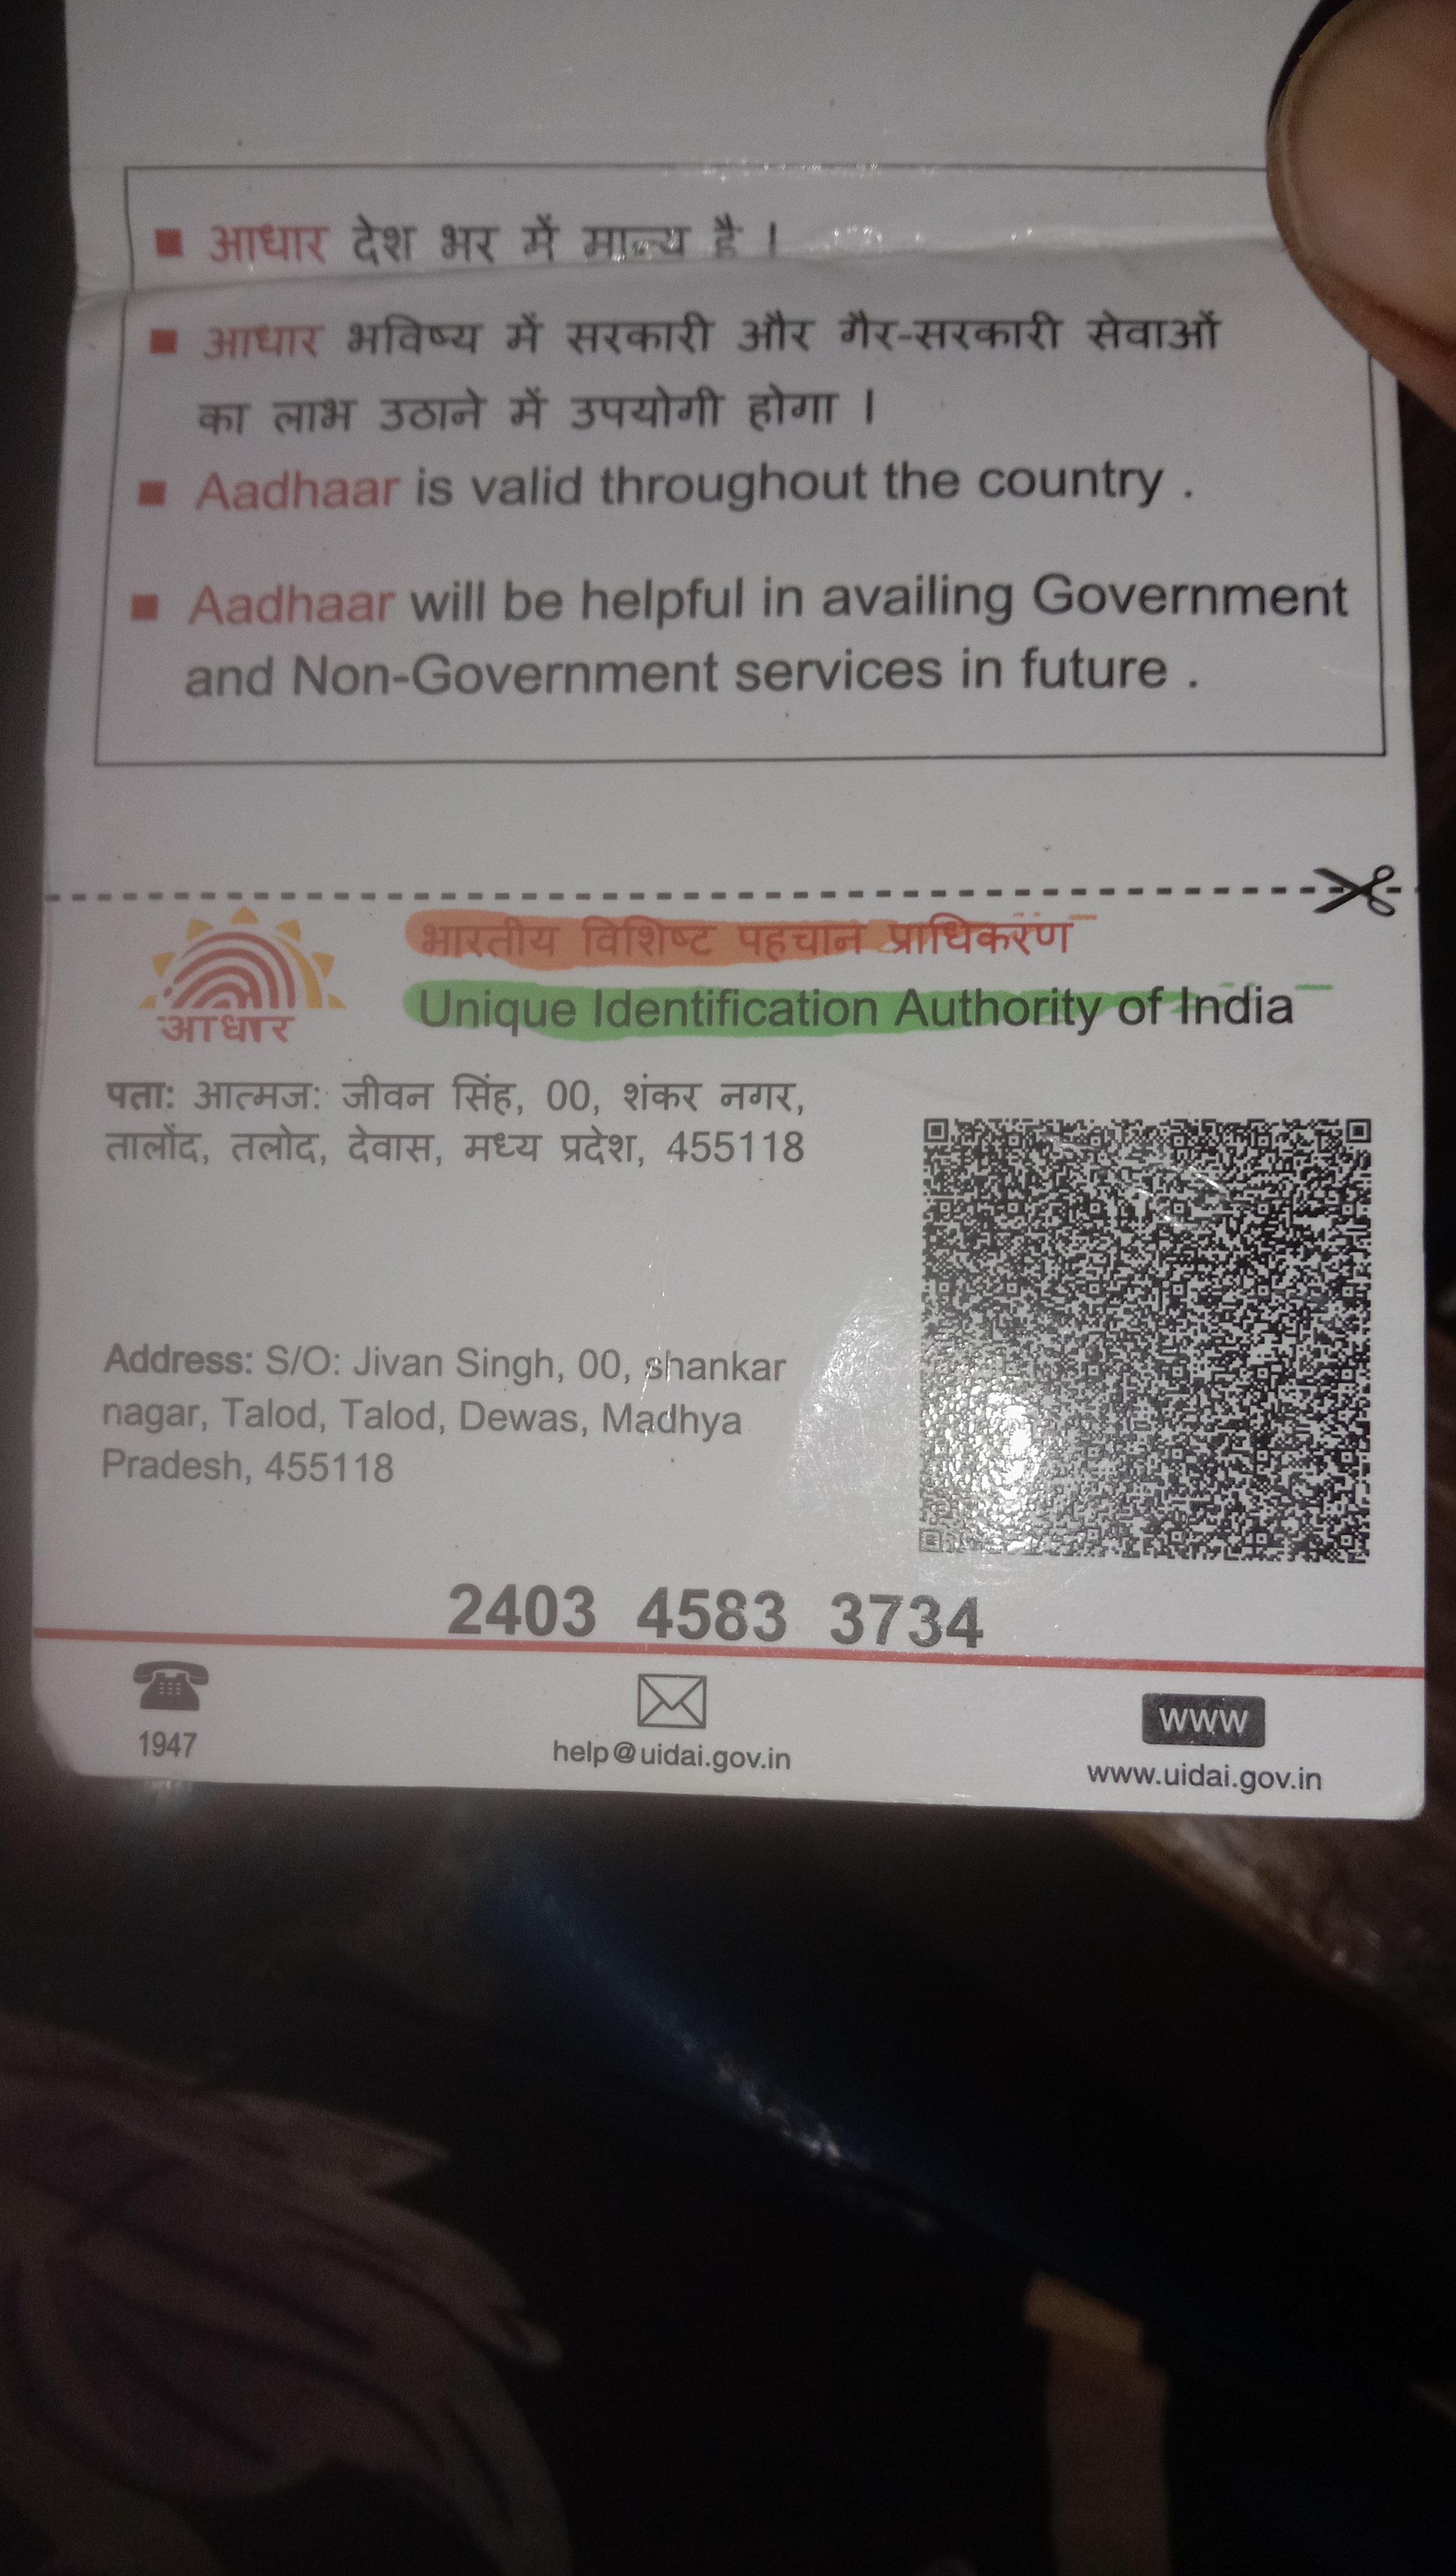 ■ आधार देश भर में मान्य है ।
■ आधार भविष्य में सरकारी और गैर-सरकारी सेवाओं
का लाभ उठाने में उपयोगी होगा ।
■ Aadhaar is valid throughout the country .
■ Aadhaar will be helpful in availing Government
and Non-Government services in future .
भारतीय विशिष्ट पहचान प्राधिकरण
Unique Identification Authority of India
आधार
पता: आत्मज: जीवन सिंह, 00, शंकर नगर,
तालोंद, तलोद, देवास, मध्य प्रदेश, 455118
Address: S/O: Jivan Singh, 00, shankar
nagar, Talod, Talod, Dewas, Madhya
Pradesh, 455118
2403 4583 3734
1947
help@uidai.gov.in
www
www.uidai.gov.in